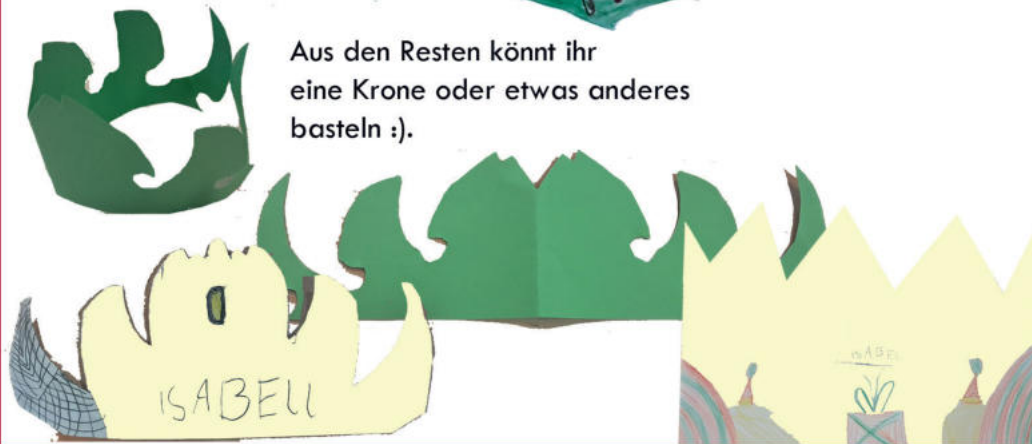 Aus den Resten könnt ihr
eine Krone oder etwas anderes
basteln :).
ISABEll